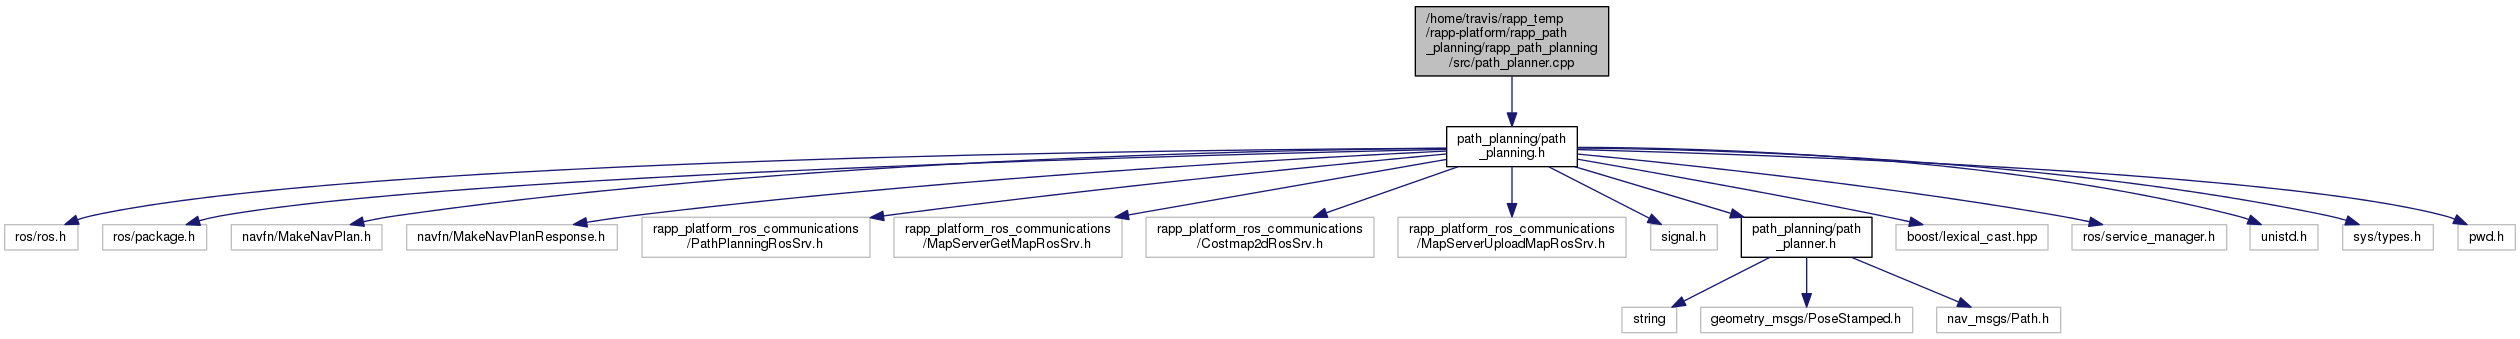 /home/travis/rapp_temp
/rapp-platform/rapp_path
_planning/rapp_path_planning
/src/path_planner.cpp
path_planning/path
_planning.h
ros/ros.h
ros/package.h
navfn/MakeNavPlan.h
navfn/MakeNavPlanResponse.h
rapp_platform_ros_communications
/PathPlanningRosSrv.h
rapp_platform_ros_communications
/MapServerGetMapRosSrv.h
rapp_platform_ros_communications
/Costmap2dRosSrv.h
rapp_platform_ros_communications
/MapServerUploadMapRosSrv.h
signal.h
path_planning/path
_planner.h
boost/lexical_cast.hpp
ros/service_manager.h
unistd.h
sys/types.h
pwd.h
string
geometry_msgs/PoseStamped.h
nav_msgs/Path.h